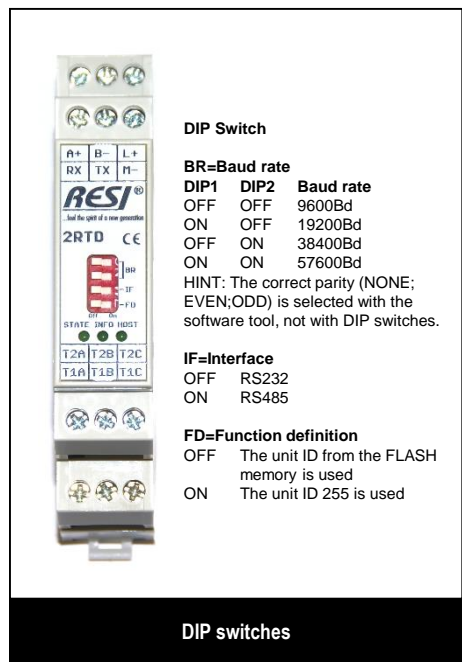 A+ B- L+
RX TX M-
RESI®
...feel the spirit of a new generation
2RTD CE
BR
IF
FD
Off On
STATE INFO HOST
T2A T2B T2C
T1A T1B T1C
DIP Switch
BR=Baud rate
DIP1 DIP2 Baud rate
OFF OFF 9600Bd
ON OFF 19200Bd
OFF ON 38400Bd
ON ON 57600Bd
HINT: The correct parity (NONE;
EVEN;ODD) is selected with the
software tool, not with DIP switches.
IF=Interface
OFF RS232
ON RS485
FD=Function definition
OFF The unit ID from the FLASH
memory is used
ON The unit ID 255 is used
DIP switches